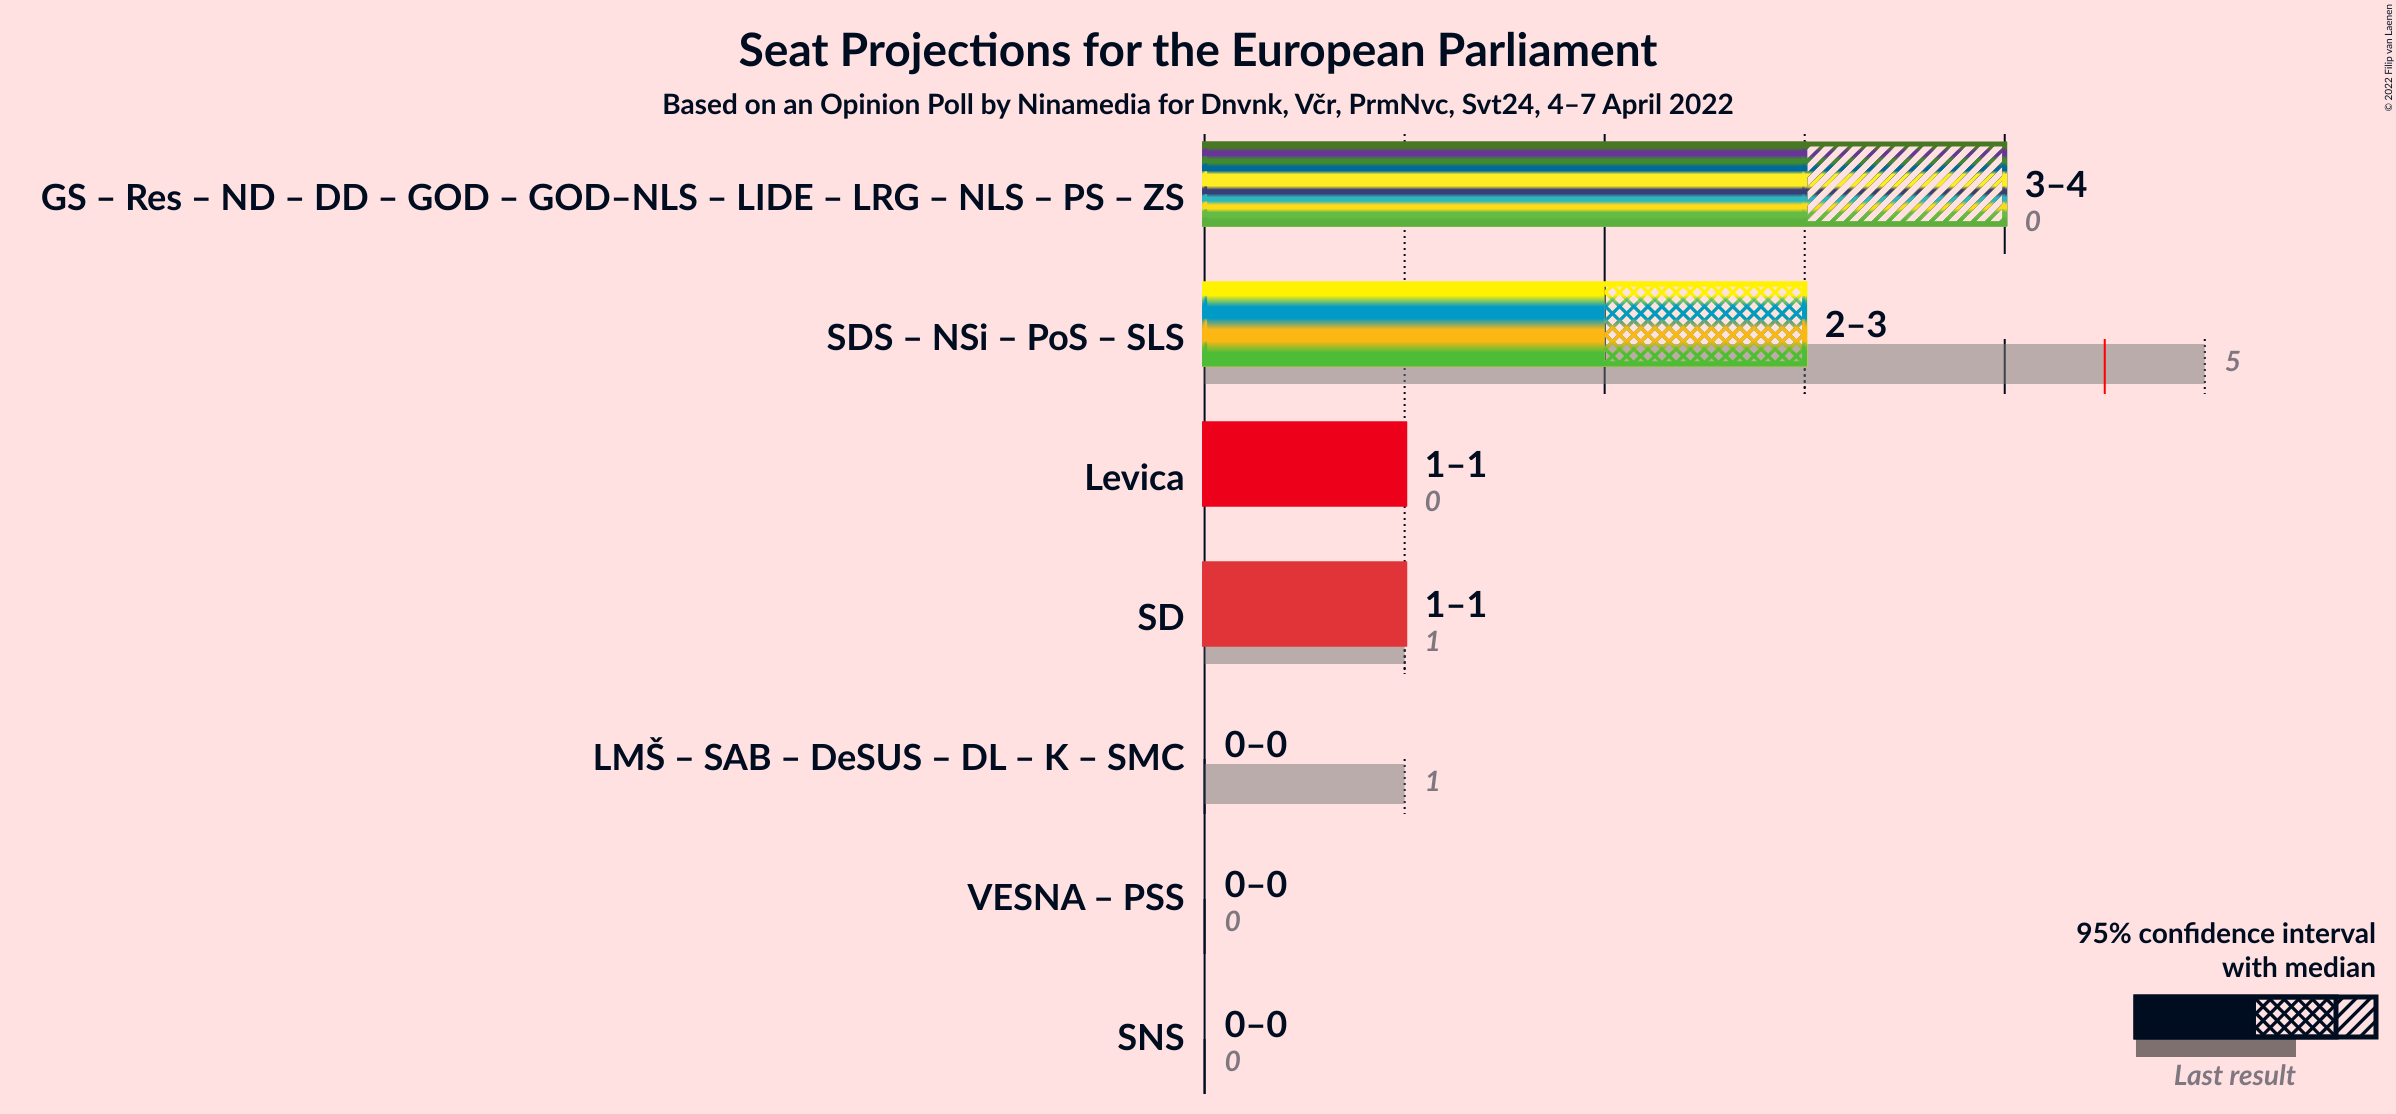 Seat Projections for the European Parliament
Based on an Opinion Poll by Ninamedia for Dnvnk, Včr, PrmNvc, Svt24, 4–7 April 2022
© 2022 Filip van Laenen
GS – Res – ND – DD – GOD – GOD–NLS – LIDE – LRG – NLS – PS – ZS
3–4
0
SDS – NSi – PoS – SLS
2–3
5
Levica
1–1
0
SD
1–1
1
LMŠ – SAB – DeSUS – DL – K – SMC
0–0
1
VESNA – PSS
0–0
0
SNS
0–0
0
95% confidence interval
with median
Last result